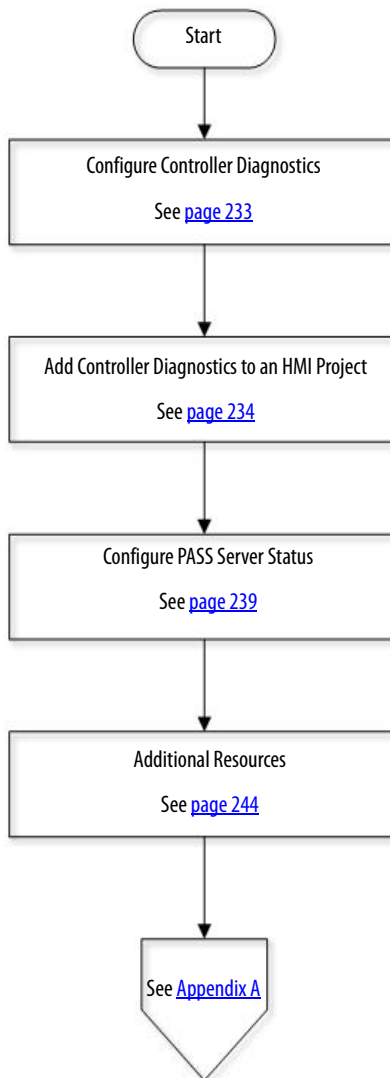 Start
Configure Controller Diagnostics
See page 233
Add Controller Diagnostics to an HMI Project
See page 234
Configure PASS Server Status
See page 239
Additional Resources
See page 244
See Appendix A